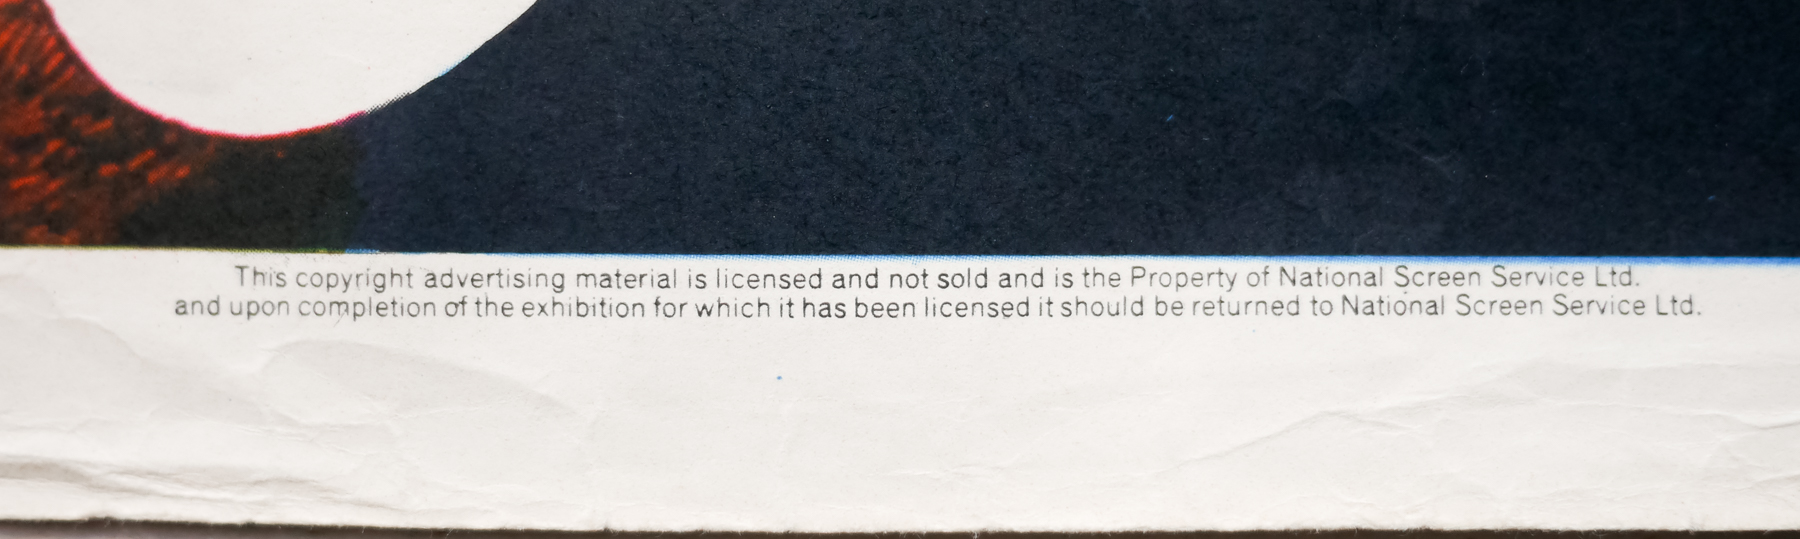 This copyright advertising material is licensed and not sold and is the Property of National Screen Service Ltd.
and upon completion of the exhibition for which it has been licensed it should be returned to National Screen Service Ltd.